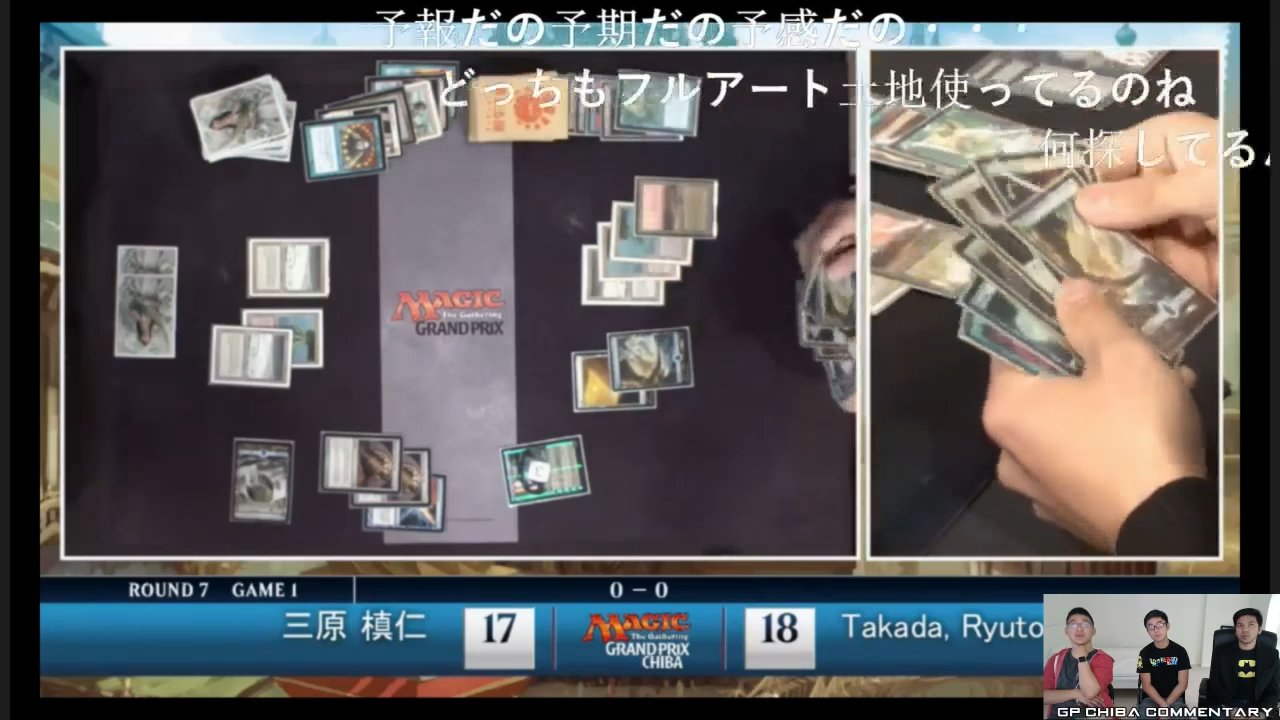 予報だの予期だの予感だの・・・
どっちもフルアート土地使ってるのね
何探してる
MAGIC
The Gathering
GRAND PRIX
ROUND 7 GAME 1
0 - 0
三原 槙仁
17
MAGIC
The Gathering
GRAND PRIX
CHIBA
18
Takada, Ryuto
GP CHIBA COMMENTARY